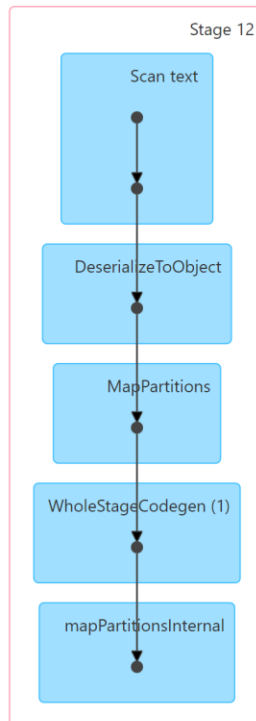 Stage 12
Scan text
DeserializeToObject
MapPartitions
WholeStageCodegen (1)
mapPartitionsInternal